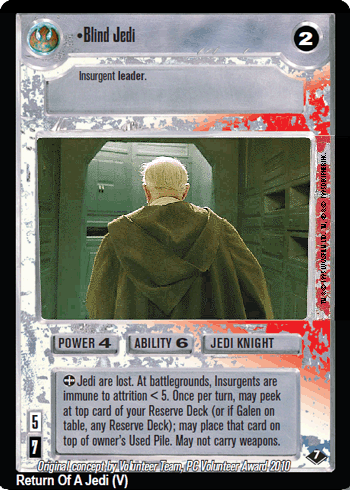 •Blind Jedi
2
Insurgent leader.
POWER 4 ABILITY 6 JEDI KNIGHT
Jedi are lost. At battlegrounds, Insurgents are
immune to attrition < 5. Once per turn, may peek
at top card of your Reserve Deck (or if Galen on
table, any Reserve Deck); may place that card on
top of owner's Used Pile. May not carry weapons.
5
7
7
Original concept by Volunteer Team, PC Volunteer Award 2010
Return Of A Jedi (V)